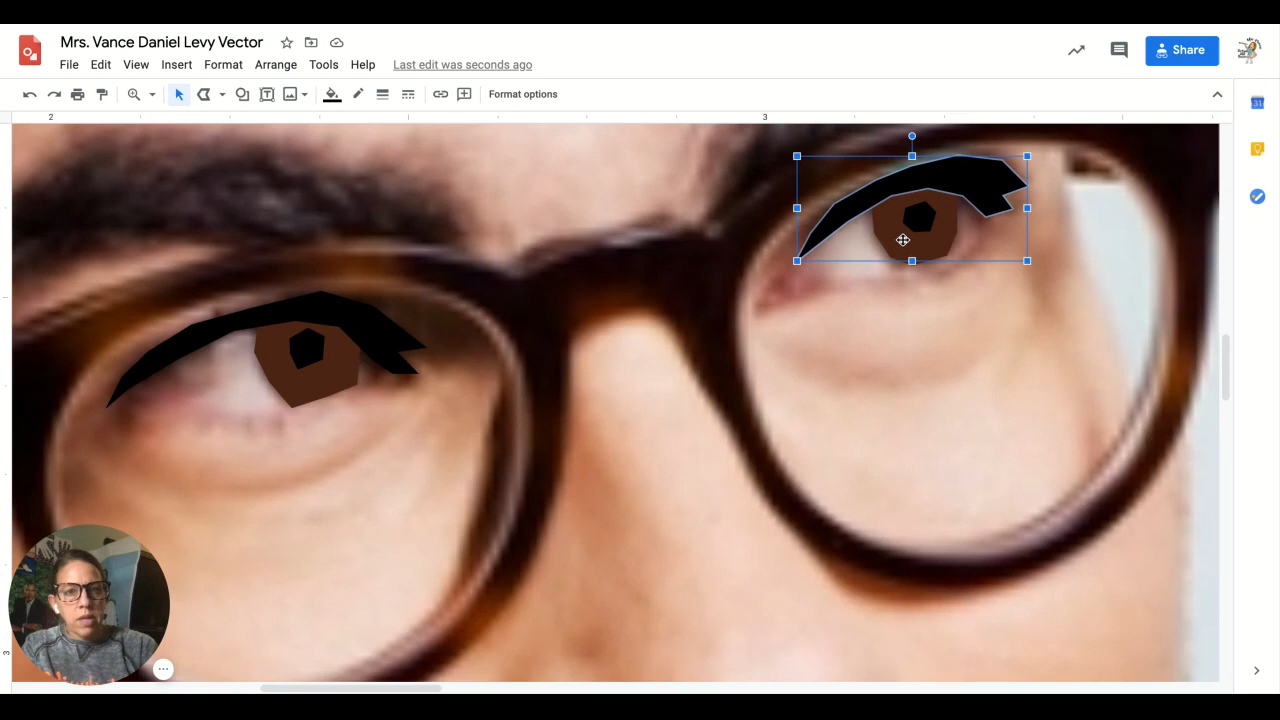 Mrs. Vance Daniel Levy Vector
Share
File Edit View Insert Format Arrange Tools Help Last edit was seconds ago
Format options
2 3
3